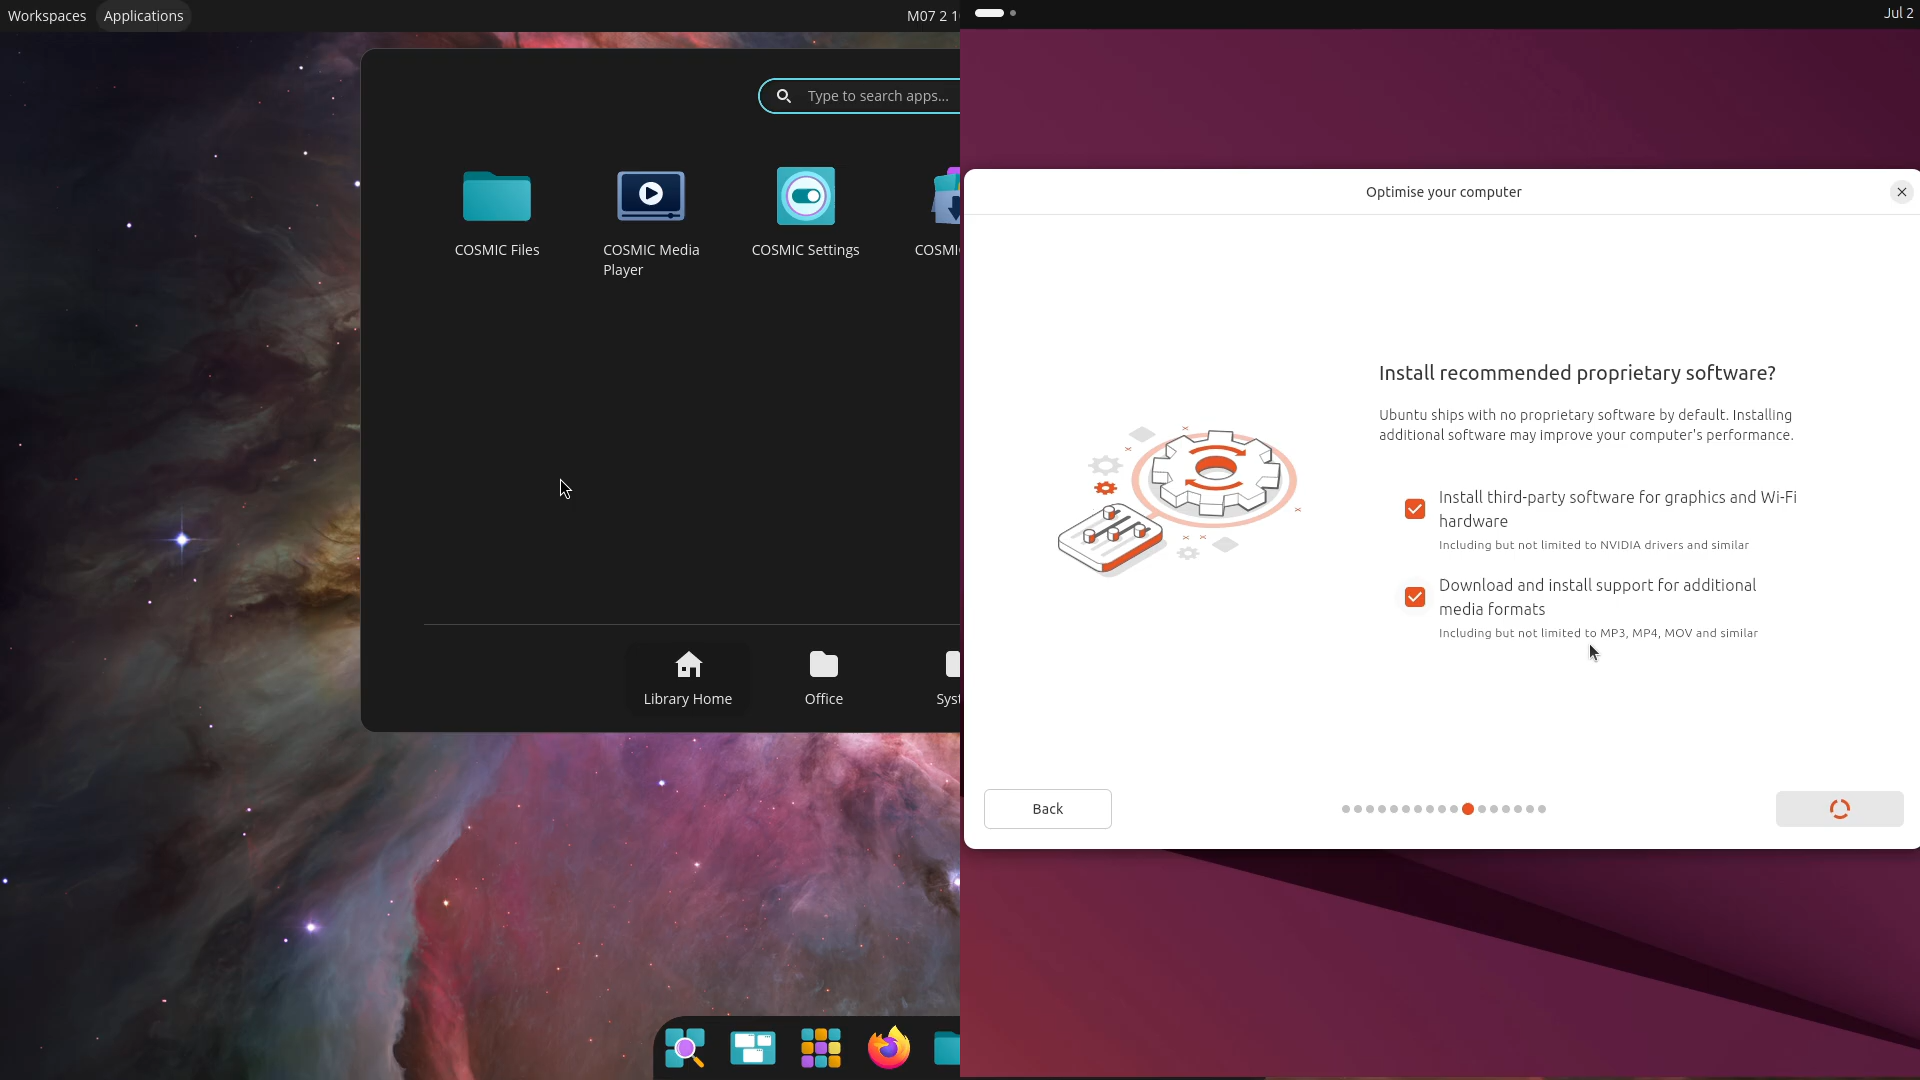 Workspaces
Applications
M07 2 1
Type to search apps...
COSMIC Files
COSMIC Media
Player
COSMIC Settings
COSMI
Library Home
Office
Syst
Jul 2
Optimise your computer
Install recommended proprietary software?
Ubuntu ships with no proprietary software by default. Installing
additional software may improve your computer's performance.
Install third-party software for graphics and Wi-Fi
hardware
Including but not limited to NVIDIA drivers and similar
Download and install support for additional
media formats
Including but not limited to MP3, MP4, MOV and similar
Back